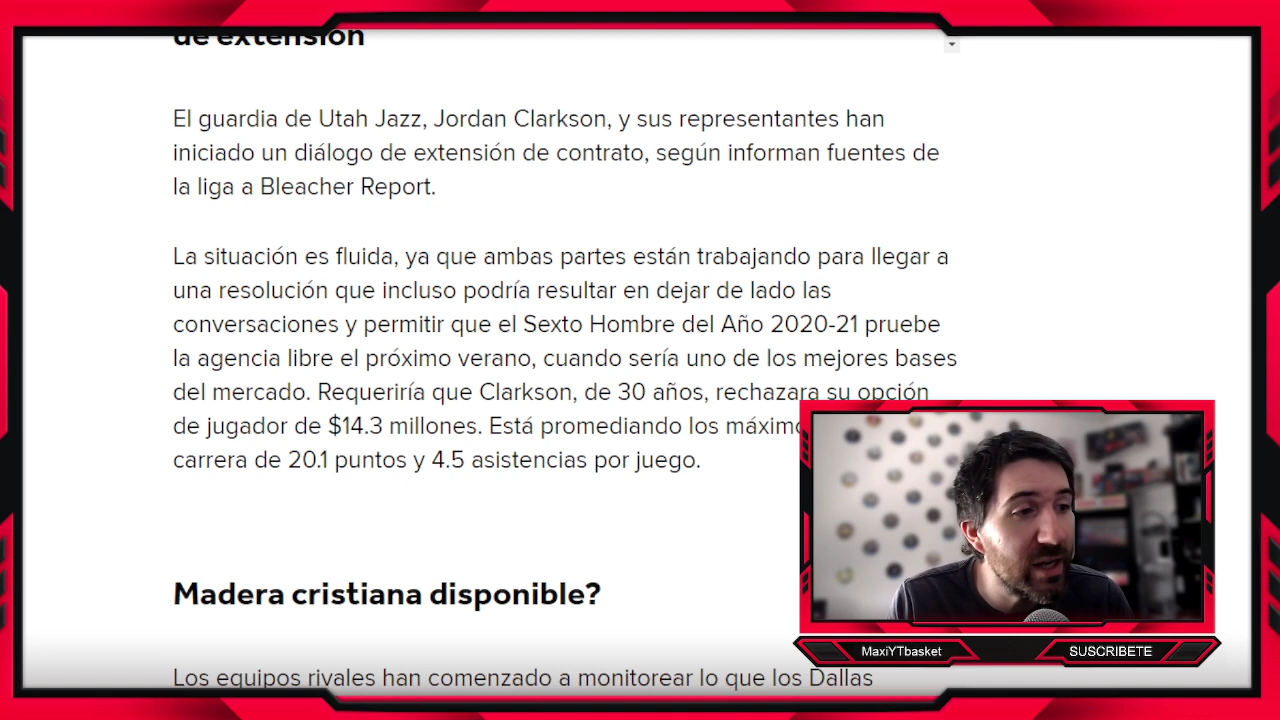 de extensión
El guardia de Utah Jazz, Jordan Clarkson, y sus representantes han
iniciado un diálogo de extensión de contrato, según informan fuentes de
la liga a Bleacher Report.
La situación es fluida, ya que ambas partes están trabajando para llegar a
una resolución que incluso podría resultar en dejar de lado las
conversaciones y permitir que el Sexto Hombre del Año 2020-21 pruebe
la agencia libre el próximo verano, cuando sería uno de los mejores bases
del mercado. Requeriría que Clarkson, de 30 años, rechazara su opción
de jugador de $14.3 millones. Está promediando los máximo
carrera de 20.1 puntos y 4.5 asistencias por juego.
Madera cristiana disponible?
Los equipos rivales han comenzado a monitorear lo que los Dallas
MaxiYTbasket
SUSCRIBETE